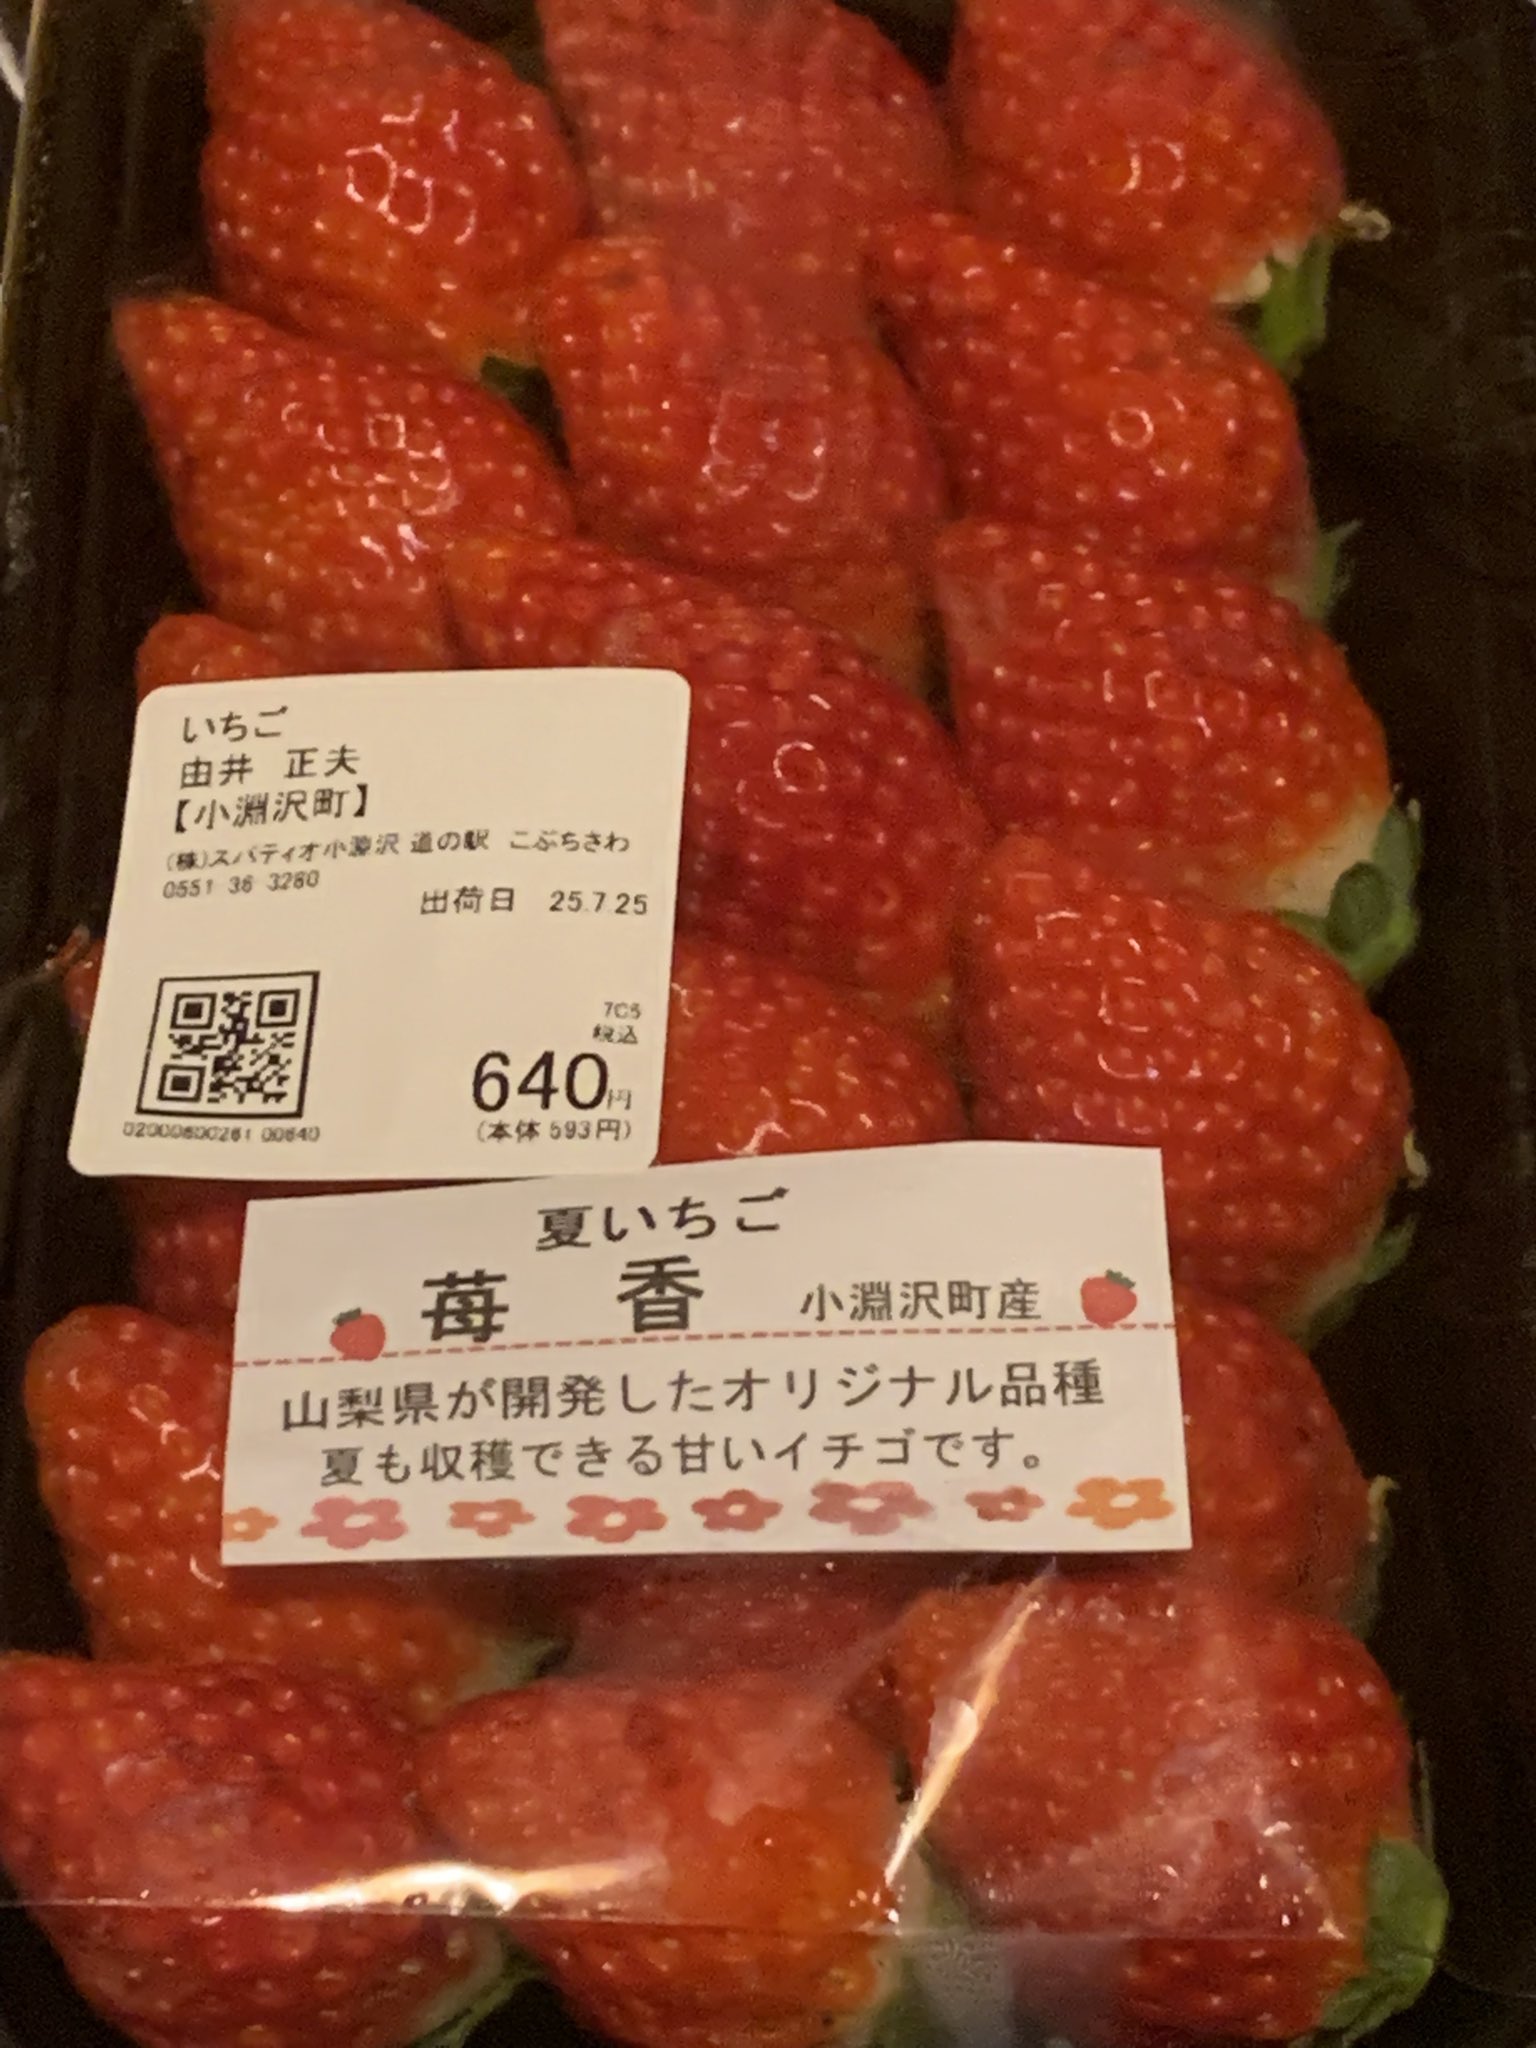 いちご
由井 正夫
【小淵沢町】
(株)スパティオ小淵沢 道の駅 こぶちさわ
0551 36 3280
出荷日 25.7.25
7C5
税込
640円
(本体 593円)
02000600261 00640
夏いちご
苺 香 小淵沢町産
山梨県が開発したオリジナル品種
夏も収穫できる甘いイチゴです。